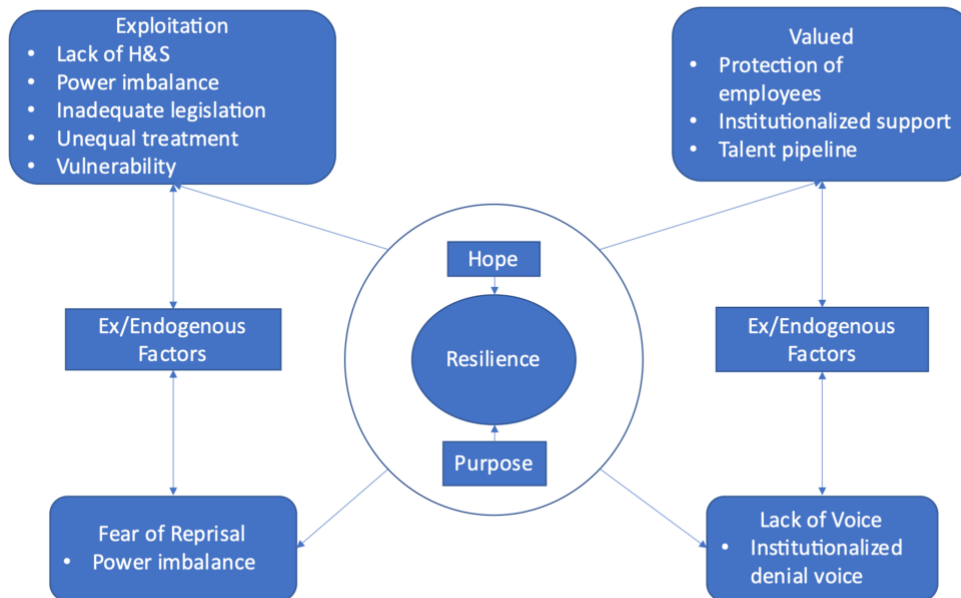 Exploitation
• Lack of H&S
• Power imbalance
• Inadequate legislation
• Unequal treatment
• Vulnerability
Valued
• Protection of
employees
• Institutionalized support
• Talent pipeline
Hope
Ex/Endogenous
Factors
Resilience
Ex/Endogenous
Factors
Purpose
Fear of Reprisal
• Power imbalance
Lack of Voice
• Institutionalized
denial voice